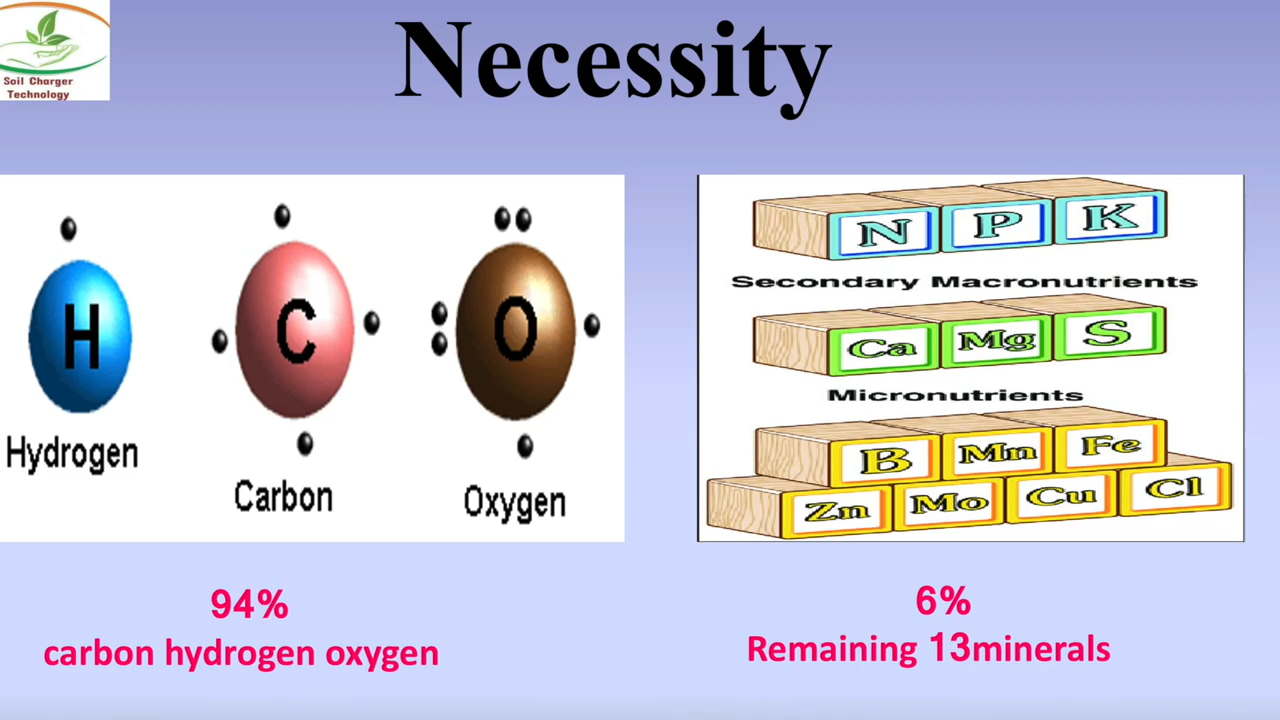 Soil Charger
Technology
Necessity
H
C
O
Hydrogen
Carbon
Oxygen
94%
carbon hydrogen oxygen
N P K
Secondary Macronutrients
Ca Mg S
Micronutrients
B Mn Fe
Zn Mo Cu Cl
6%
Remaining 13minerals